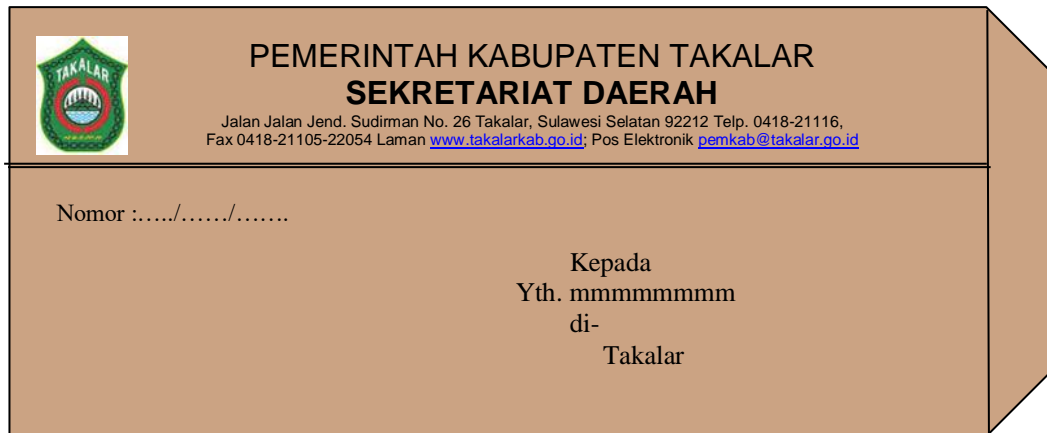 TAKALAR
PEMERINTAH KABUPATEN TAKALAR
SEKRETARIAT DAERAH
Jalan Jalan Jend. Sudirman No. 26 Takalar, Sulawesi Selatan 92212 Telp. 0418-21116,
Fax 0418-21105-22054 Laman www.takalarkab.go.id; Pos Elektronik pemkab@takalar.go.id
Nomor :…../……/…….
Kepada
Yth. mmmmmmmm
di-
Takalar